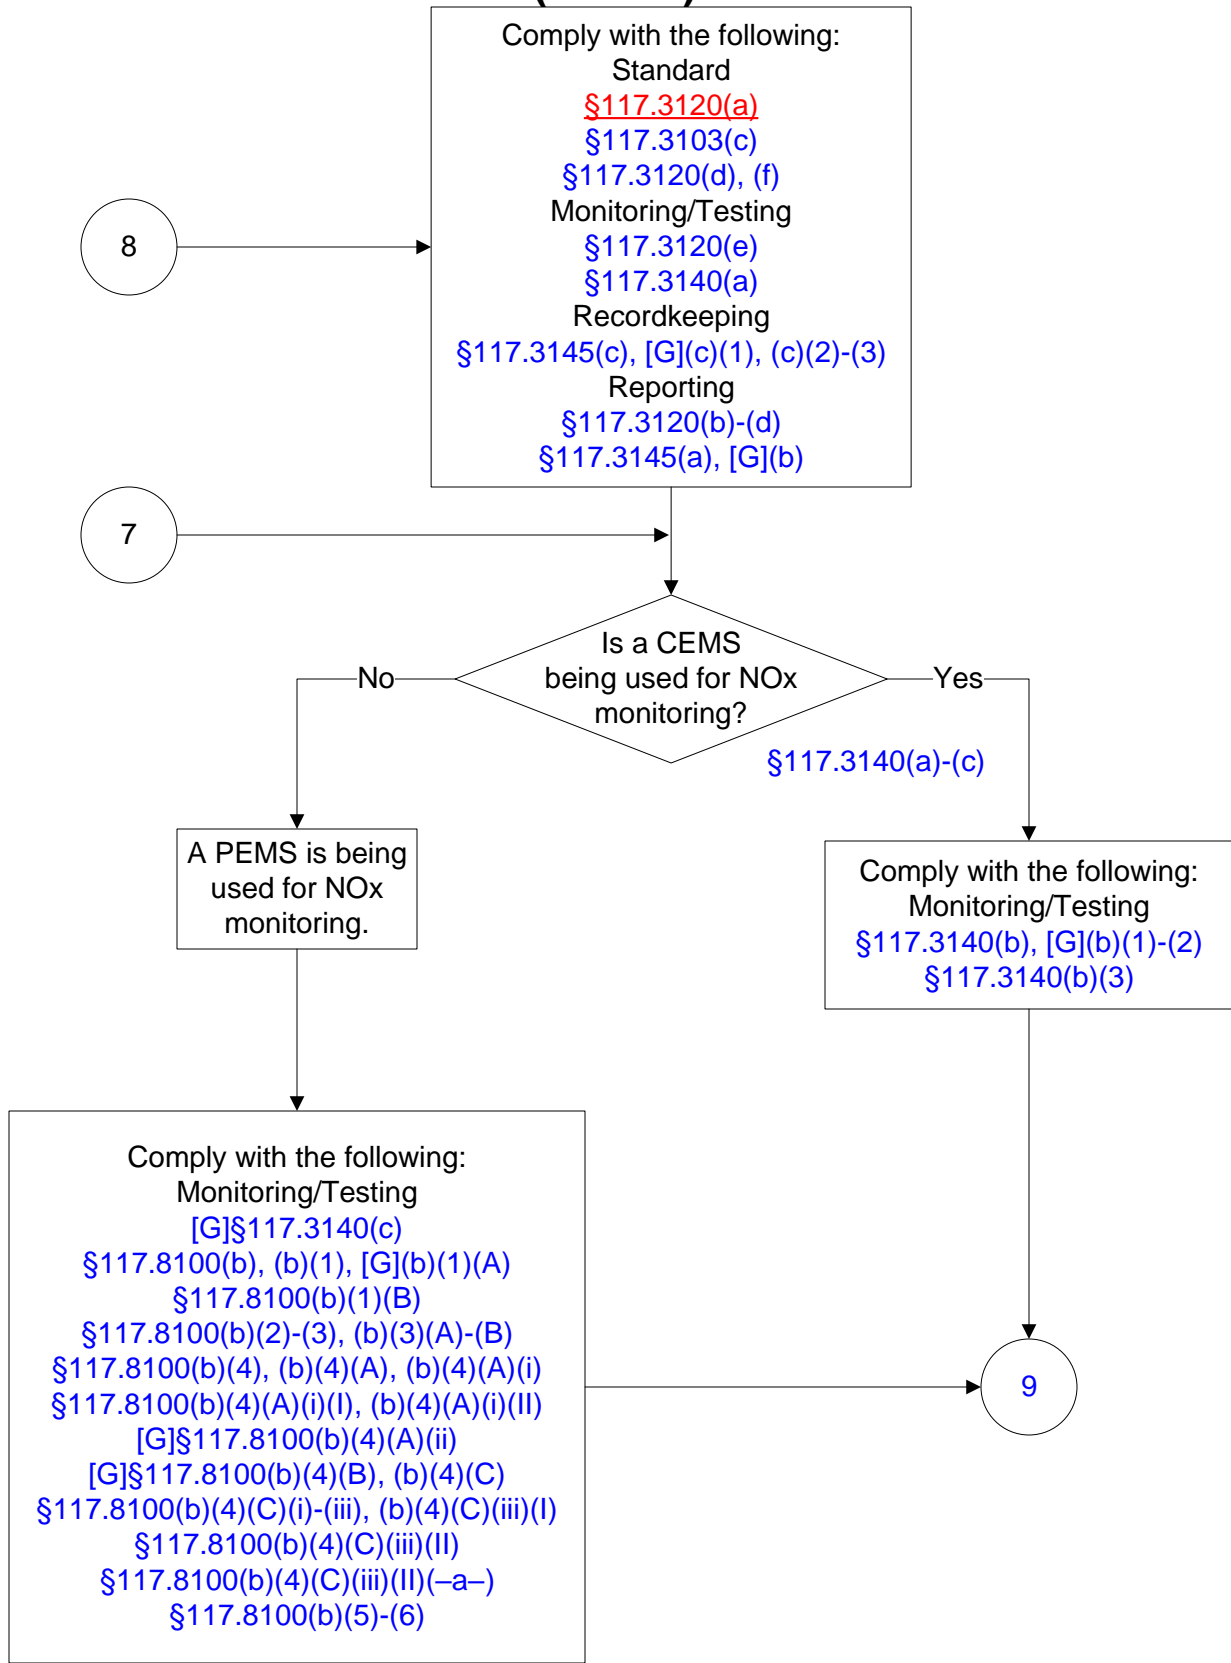 Comply with the following:
Standard
§117.3120(a)
§117.3103(c)
§117.3120(d), (f)
Monitoring/Testing
§117.3120(e)
§117.3140(a)
Recordkeeping
§117.3145(c), [G](c)(1), (c)(2)-(3)
Reporting
§117.3120(b)-(d)
§117.3145(a), [G](b)
8
7
Is a CEMS
being used for NOx
monitoring?
No
Yes
§117.3140(a)-(c)
A PEMS is being
used for NOx
monitoring.
Comply with the following:
Monitoring/Testing
§117.3140(b), [G](b)(1)-(2)
§117.3140(b)(3)
Comply with the following:
Monitoring/Testing
[G]§117.3140(c)
§117.8100(b), (b)(1), [G](b)(1)(A)
§117.8100(b)(1)(B)
§117.8100(b)(2)-(3), (b)(3)(A)-(B)
§117.8100(b)(4), (b)(4)(A), (b)(4)(A)(i)
§117.8100(b)(4)(A)(i)(I), (b)(4)(A)(i)(II)
[G]§117.8100(b)(4)(A)(ii)
[G]§117.8100(b)(4)(B), (b)(4)(C)
§117.8100(b)(4)(C)(i)-(iii), (b)(4)(C)(iii)(I)
§117.8100(b)(4)(C)(iii)(II)
§117.8100(b)(4)(C)(iii)(II)(–a–)
§117.8100(b)(5)-(6)
9